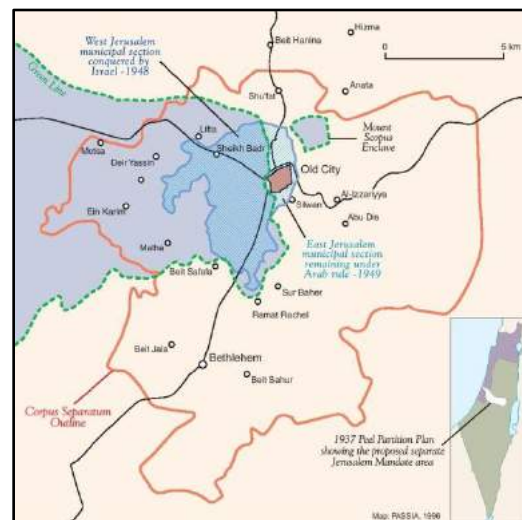 Hizma
Beit Hanina
0
5 km
West Jerusalem
municipal section
conquered by
Israel -1948
Green Line
Shu'fat
Anata
Mount
Scopus
Enclave
Lifta
Motsa
Sheikh Badr
Deir Yassin
Old City
Silwan
Al-Izzariyya
Ein Karim
Abu Dis
East Jerusalem
municipal section
remaining under
Arab rule -1949
Malha
Beit Safafa
Sur Baher
Ramat Rachel
Beit Jala
Bethlehem
Beit Sahur
Corpus Separatum
Outline
1937 Peel Partition Plan
showing the proposed separate
Jerusalem Mandate area
Map: PASSIA, 1996